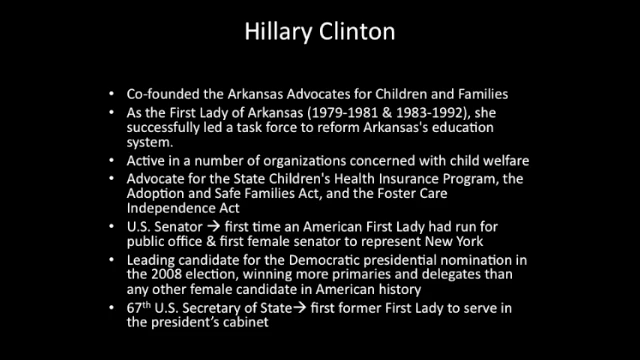 Hillary Clinton
• Co-founded the Arkansas Advocates for Children and Families
• As the First Lady of Arkansas (1979-1981 & 1983-1992), she
successfully led a task force to reform Arkansas's education
system.
• Active in a number of organizations concerned with child welfare
• Advocate for the State Children's Health Insurance Program, the
Adoption and Safe Families Act, and the Foster Care
Independence Act
• U.S. Senator → first time an American First Lady had run for
public office & first female senator to represent New York
• Leading candidate for the Democratic presidential nomination in
the 2008 election, winning more primaries and delegates than
any other female candidate in American history
• 67th U.S. Secretary of State→ first former First Lady to serve in
the president's cabinet